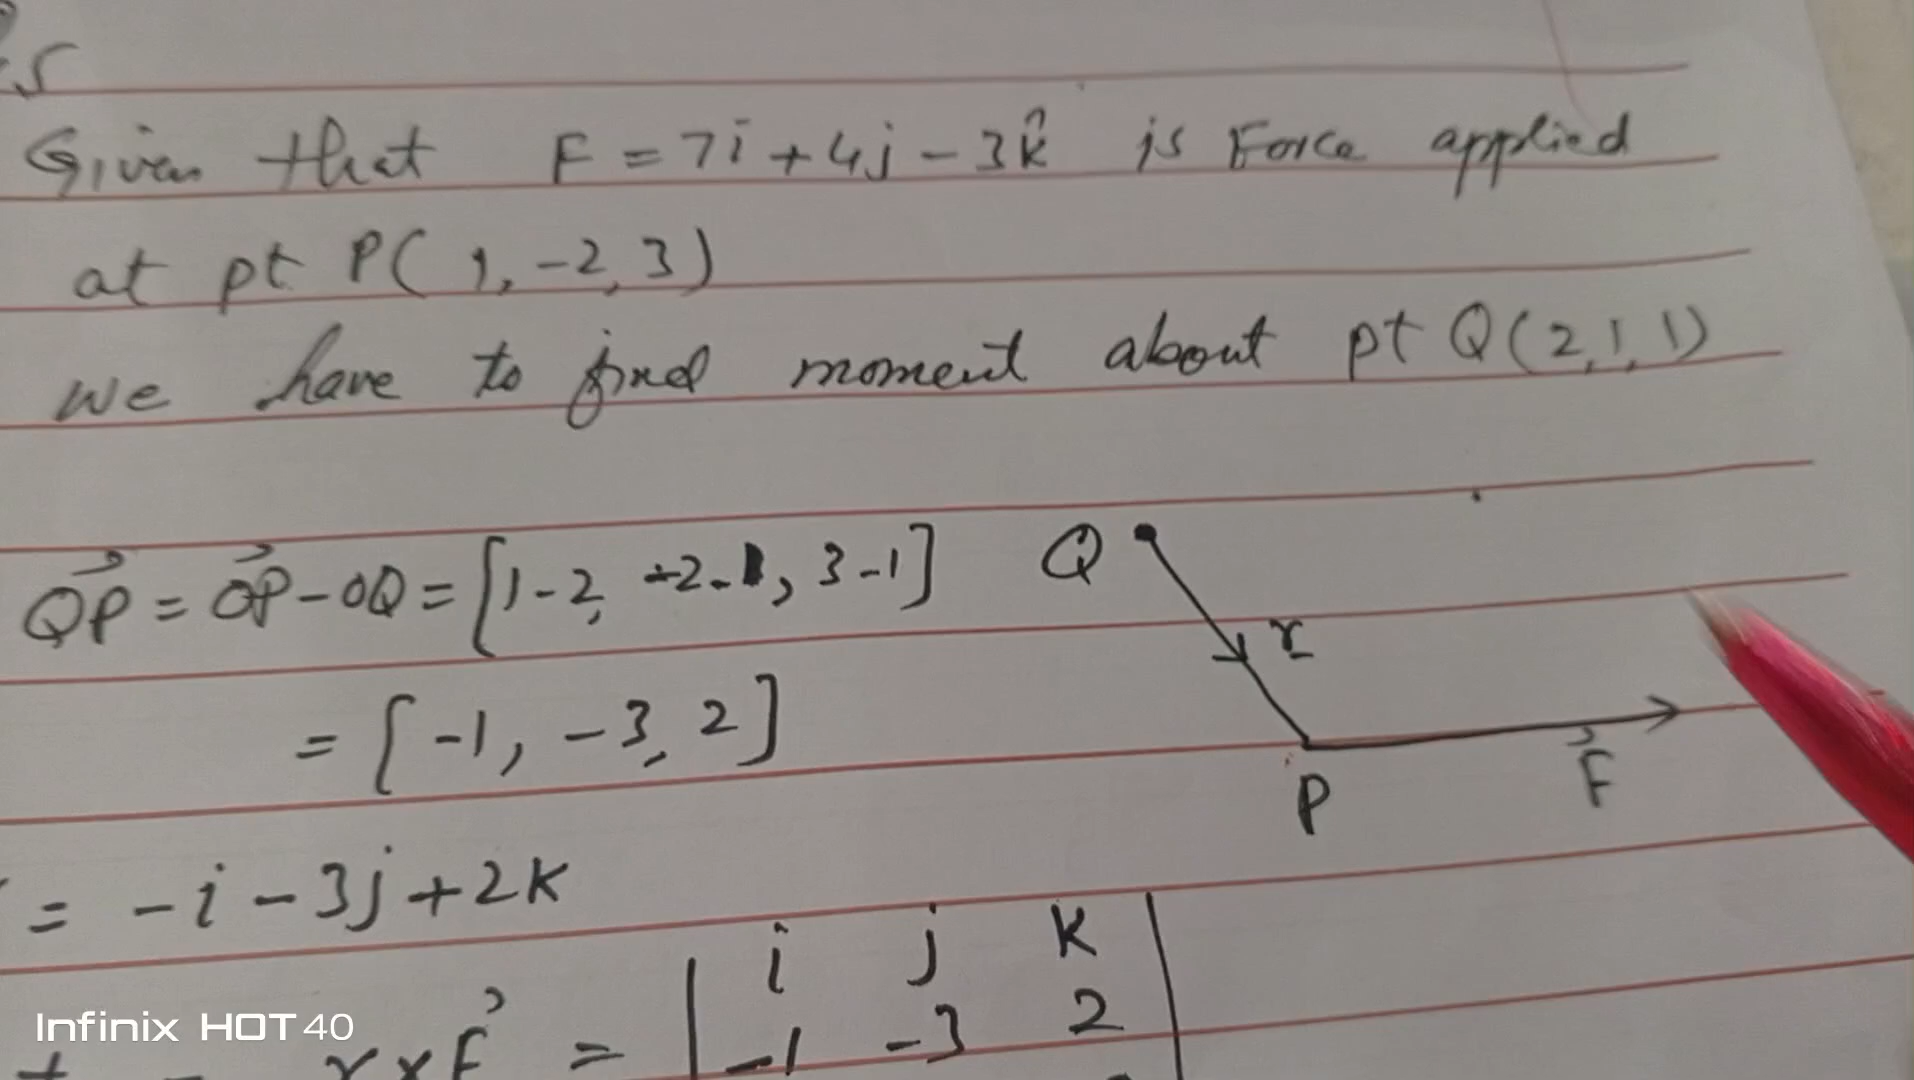 Given that F = 7i + 4j - 3k̂ is Force applied
at pt P(1, -2, 3)
we have to find moment about pt Q(2, 1, 1)
QP⃗ = OP⃗ - OQ = [1-2, -2-1, 3-1]
Q
r
= [-1, -3, 2]
P
F⃗
= -i - 3j + 2k
i j k
-1 -3 2
r x F⃗ =
Infinix HOT 40